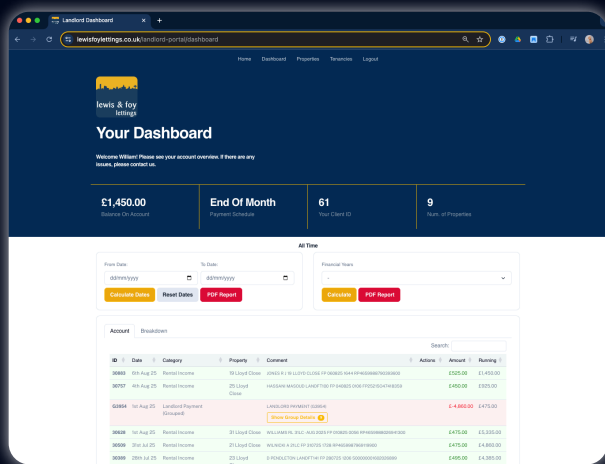 Landlord Dashboard
lewisfoylettings.co.uk/landlord-portal/dashboard
Home Dashboard Properties Tenancies Logout
lewis & foy
lettings
Your Dashboard
Welcome William! Please see your account overview. If there are any
issues, please contact us.
£1,450.00 End Of Month 61 9
Balance On Account Payment Schedule Your Client ID Num. of Properties
All Time
From Date: To Date: Financial Years
dd/mm/yyyy dd/mm/yyyy -
Calculate Dates Reset Dates PDF Report Calculate PDF Report
Account Breakdown
Search:
ID Date Category Property Comment Actions Amount Running
30983 6th Aug 25 Rental Income 19 Lloyd Close £525.00 £1,450.00
30757 4th Aug 25 Rental Income 25 Lloyd £450.00 £925.00
Close
G2954 1st Aug 25 Landlord Payment LANDLORD PAYMENT (G2954) £-4,860.00 £475.00
(Grouped) Show Group Details
30628 1st Aug 25 Rental Income 31 Lloyd Close £475.00 £5,335.00
30509 31st Jul 25 Rental Income 21 Lloyd Close £475.00 £4,860.00
30389 28th Jul 25 Rental Income 23 Lloyd £495.00 £4,385.00